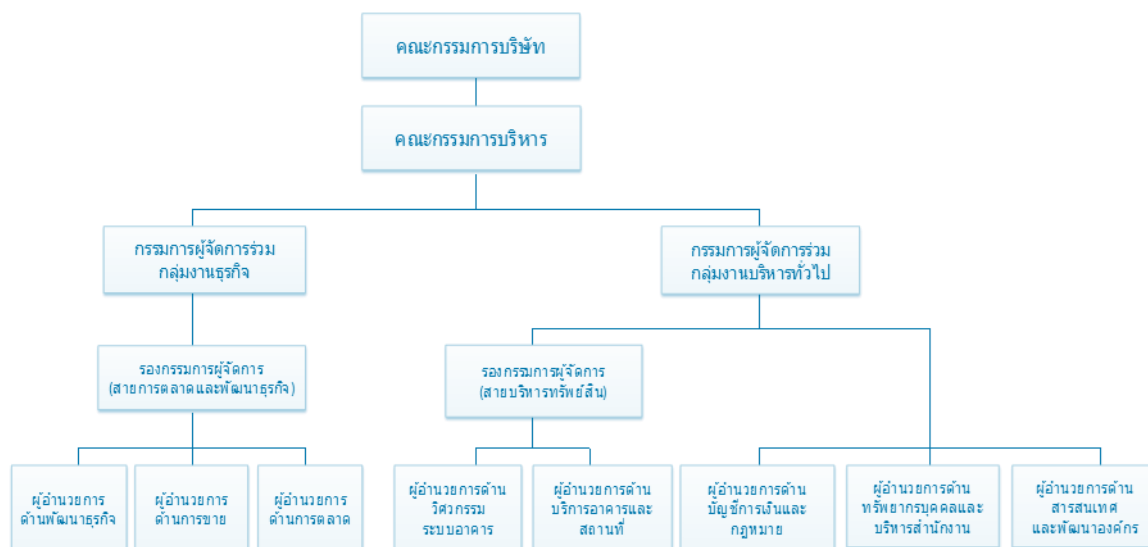 คณะกรรมการบริษัท
คณะกรรมการบริหาร
กรรมการผู้จัดการร่วม
กลุ่มงานธุรกิจ
กรรมการผู้จัดการร่วม
กลุ่มงานบริหารทั่วไป
รองกรรมการผู้จัดการ
(สายการตลาดและพัฒนาธุรกิจ)
รองกรรมการผู้จัดการ
(สายบริหารทรัพย์สิน)
ผู้อำนวยการ
ด้านพัฒนาธุรกิจ
ผู้อำนวยการ
ด้านการขาย
ผู้อำนวยการ
ด้านการตลาด
ผู้อำนวยการด้าน
วิศวกรรม
ระบบอาคาร
ผู้อำนวยการด้าน
บริการอาคารและ
สถานที่
ผู้อำนวยการด้าน
บัญชีการเงินและ
กฎหมาย
ผู้อำนวยการด้าน
ทรัพยากรบุคคลและ
บริหารสำนักงาน
ผู้อำนวยการด้าน
สารสนเทศ
และพัฒนาองค์กร